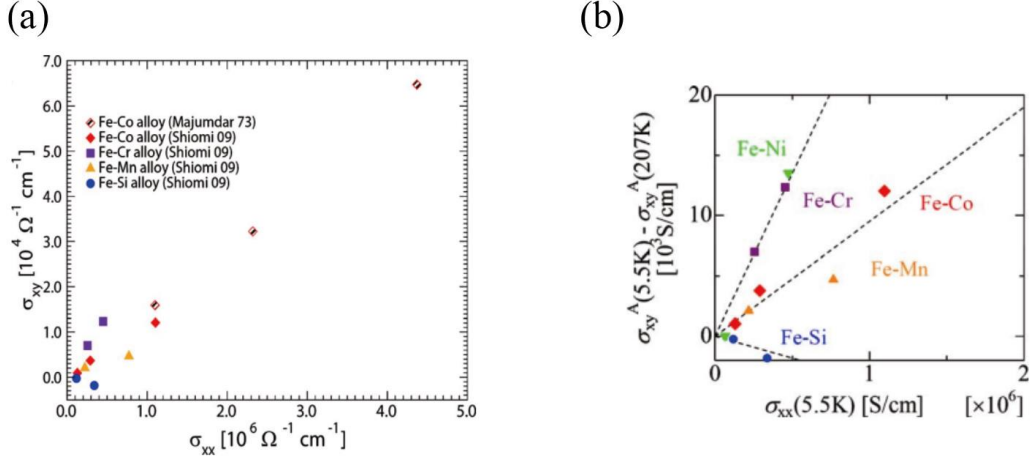 (a)
7.0
6.0
5.0
4.0
3.0
2.0
1.0
0.0
σxy [10⁴ Ω⁻¹ cm⁻¹]
Fe-Co alloy (Majumdar 73)
Fe-Co alloy (Shiomi 09)
Fe-Cr alloy (Shiomi 09)
Fe-Mn alloy (Shiomi 09)
Fe-Si alloy (Shiomi 09)
0.0 1.0 2.0 3.0 4.0 5.0
σxx [10⁶ Ω⁻¹ cm⁻¹]
(b)
20
10
0
σxyᴬ(5.5K) - σxyᴬ(207K)
[10³S/cm]
Fe-Ni
Fe-Cr
Fe-Co
Fe-Mn
Fe-Si
0 1 2
σxx(5.5K) [S/cm] [×10⁶]